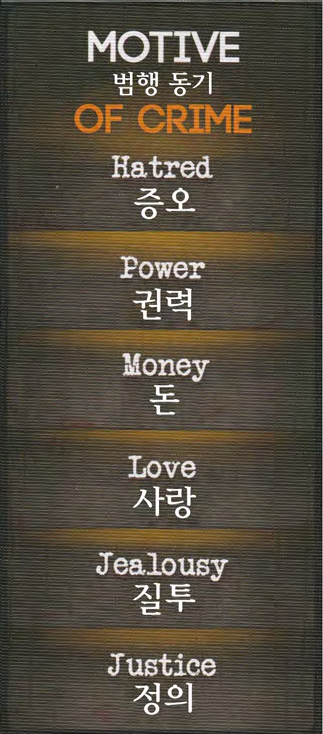 MOTIVE
범행 동기
OF CRIME
Hatred
증오
Power
권력
Money
돈
Love
사랑
Jealousy
질투
Justice
정의